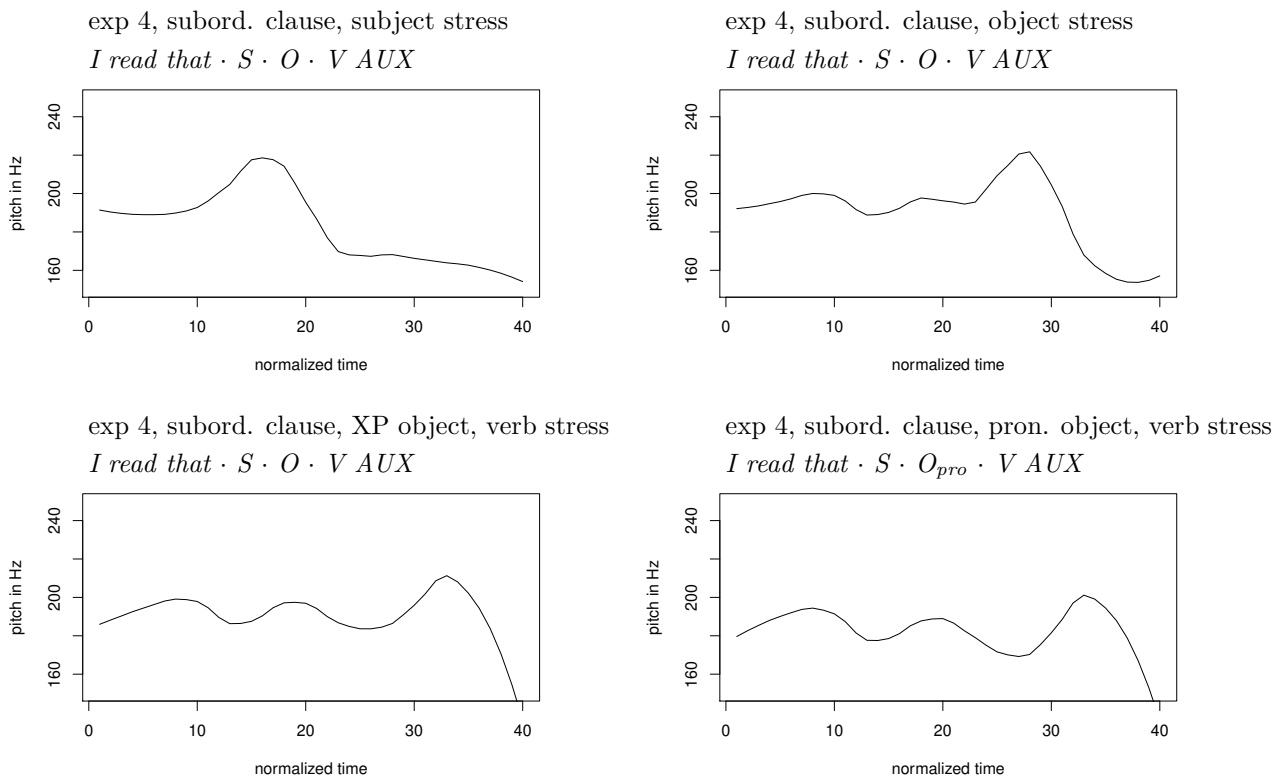 exp 4, subord. clause, subject stress
I read that · S · O · V AUX
240
200
160
pitch in Hz
0 10 20 30 40
normalized time
exp 4, subord. clause, object stress
I read that · S · O · V AUX
240
200
160
pitch in Hz
0 10 20 30 40
normalized time
exp 4, subord. clause, XP object, verb stress
I read that · S · O · V AUX
240
200
160
pitch in Hz
0 10 20 30 40
normalized time
exp 4, subord. clause, pron. object, verb stress
I read that · S · Opro · V AUX
240
200
160
pitch in Hz
0 10 20 30 40
normalized time